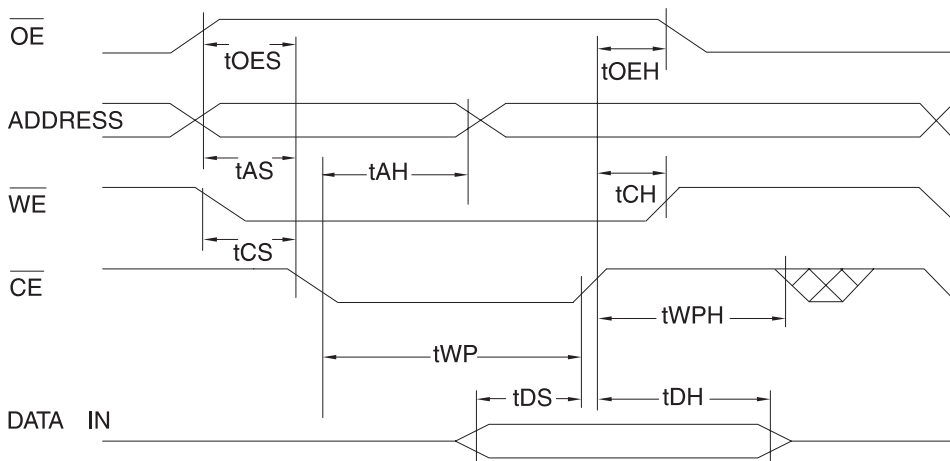 OE
tOES
tOEH
ADDRESS
tAS
tAH
WE
tCH
tCS
CE
tWPH
tWP
tDS
tDH
DATA IN